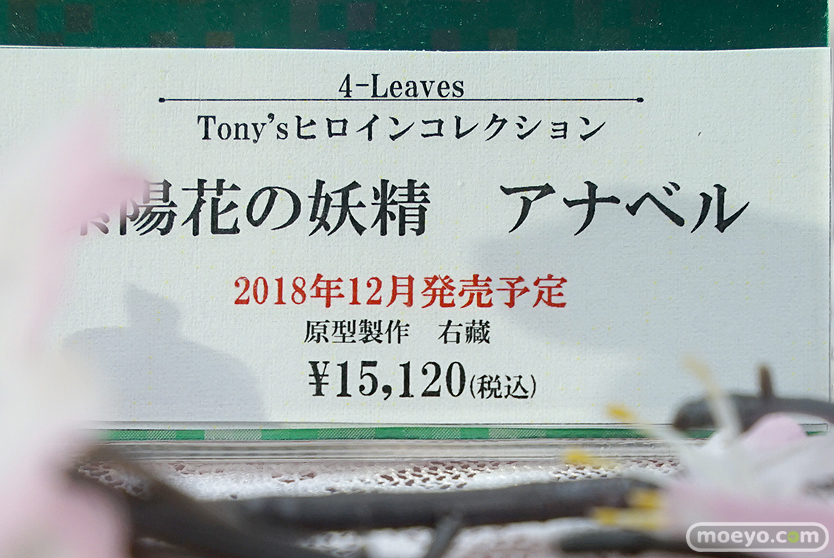 4-Leaves
Tony'sヒロインコレクション
陽花の妖精　アナベル
2018年12月発売予定
原型製作　右藏
¥15,120(税込)
moeyo.com